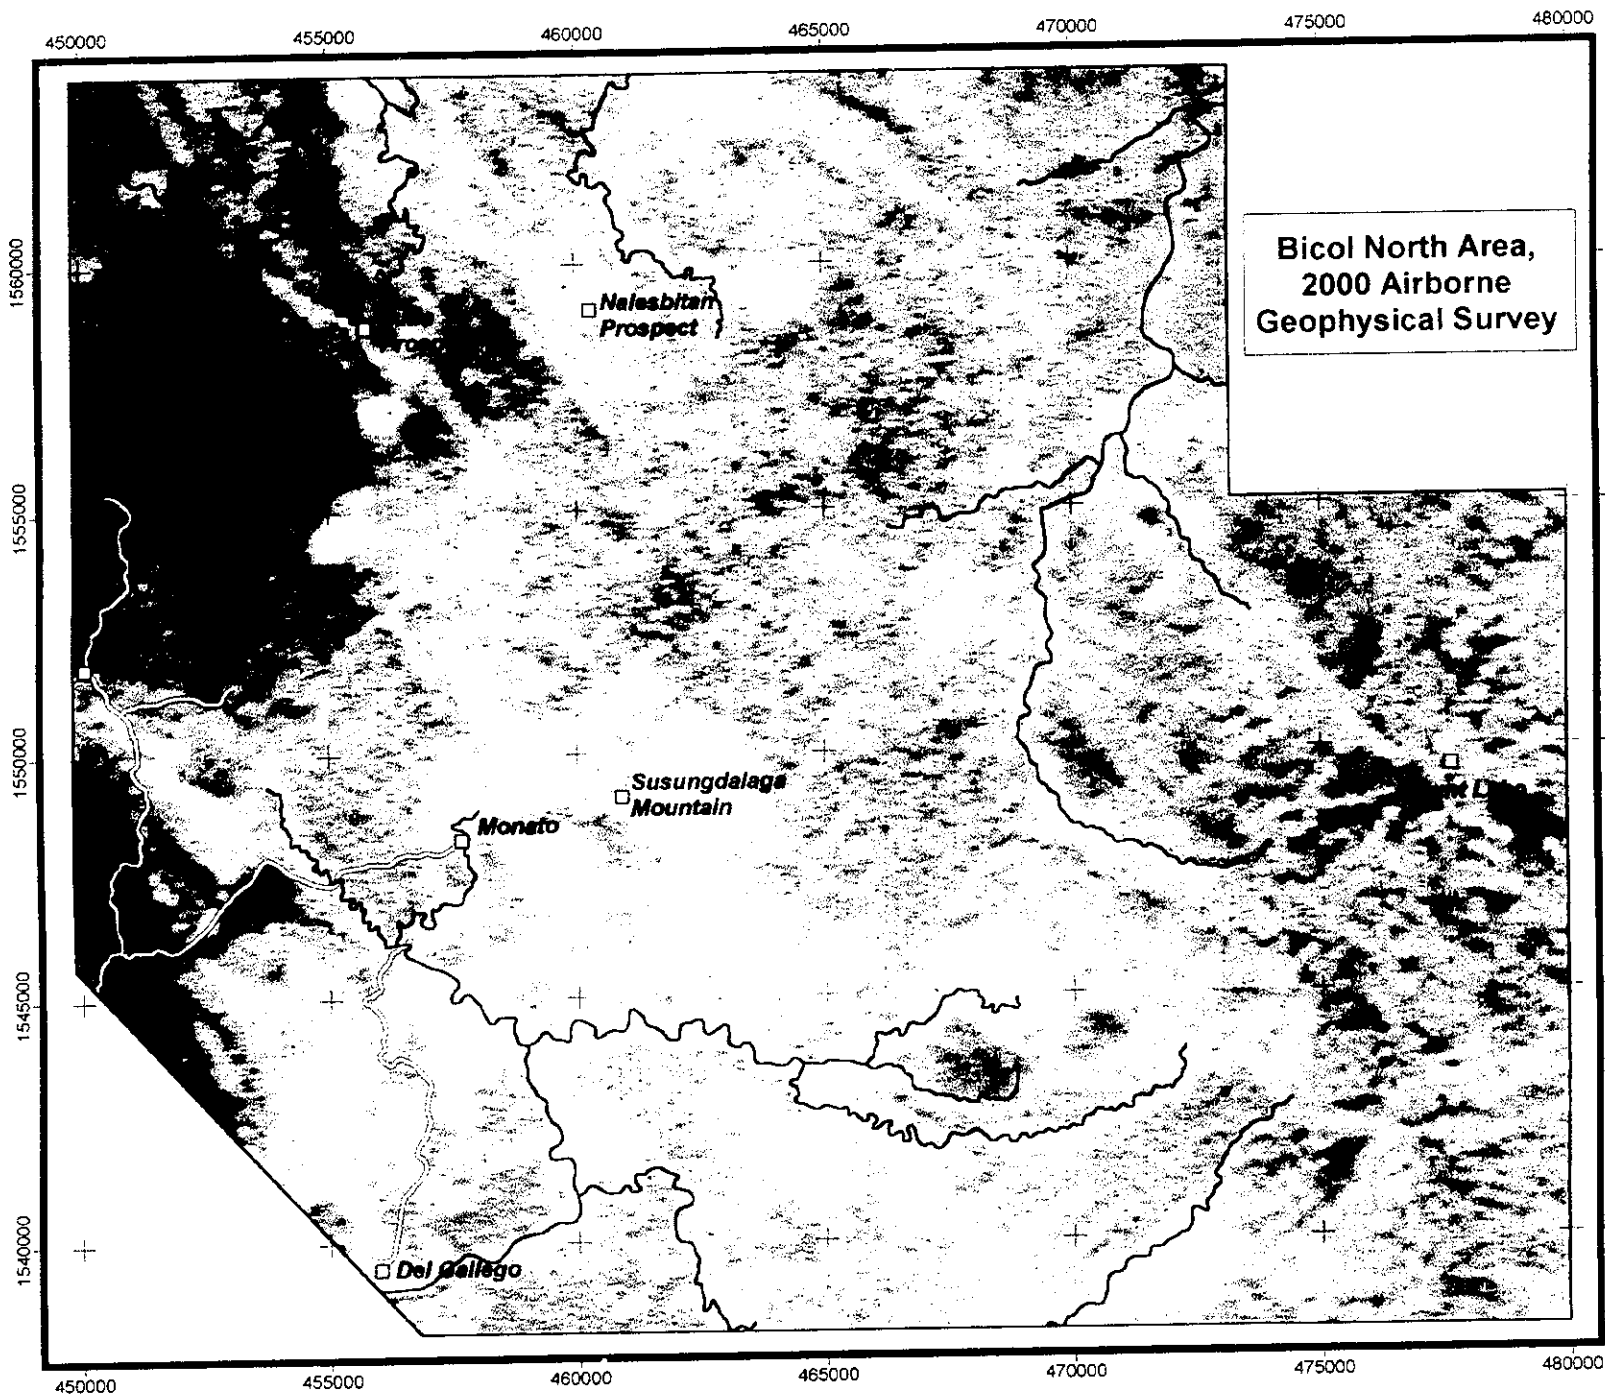 450000
455000
460000
465000
470000
475000
480000
Bicol North Area,
2000 Airborne
Geophysical Survey
1560000
Nalesbitan
Prospect
1555000
1550000
Susungdalaga
Mountain
Monato
1545000
1540000
Del Gallego
450000
455000
460000
465000
470000
475000
480000